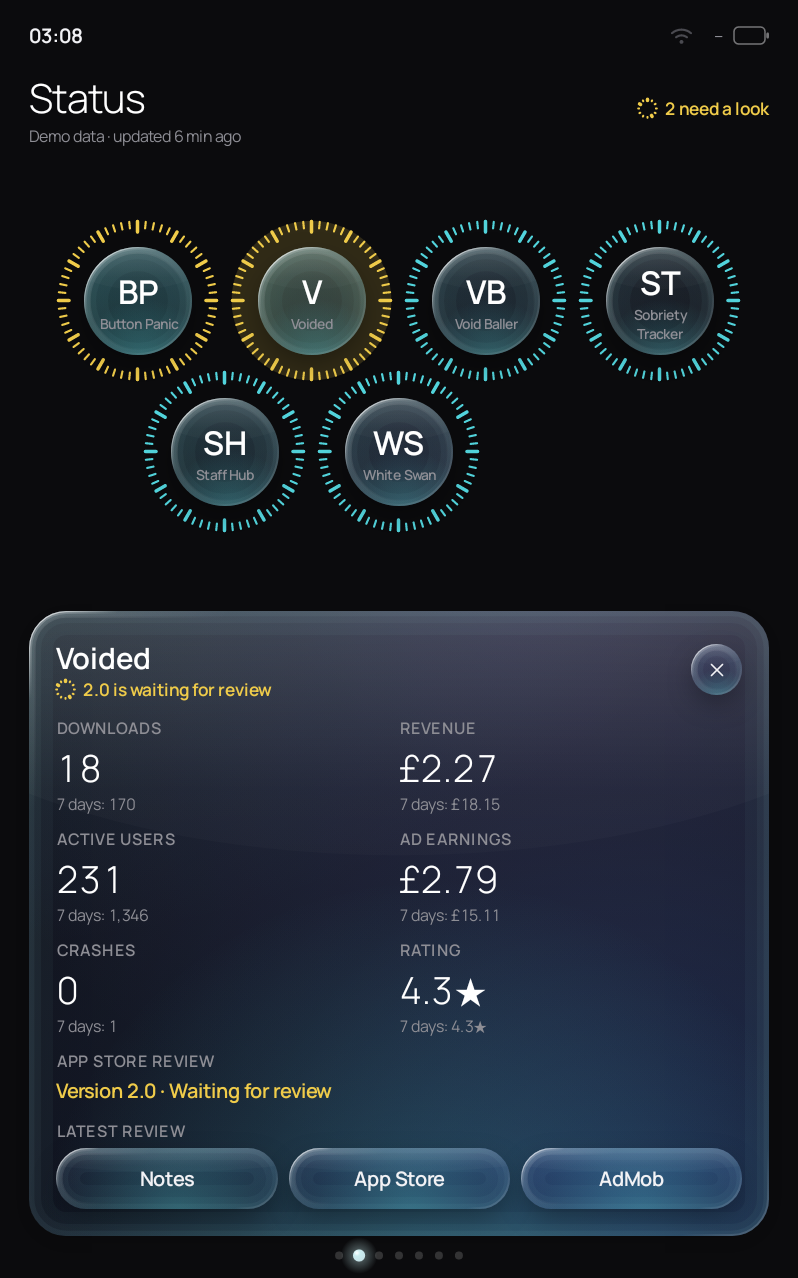 03:08
–
Status
2 need a look
Demo data · updated 6 min ago
BP
Button Panic
V
Voided
VB
Void Baller
ST
Sobriety
Tracker
SH
Staff Hub
WS
White Swan
Voided
2.0 is waiting for review
DOWNLOADS
18
7 days: 170
REVENUE
£2.27
7 days: £18.15
ACTIVE USERS
231
7 days: 1,346
AD EARNINGS
£2.79
7 days: £15.11
CRASHES
0
7 days: 1
RATING
4.3★
7 days: 4.3★
APP STORE REVIEW
Version 2.0 · Waiting for review
LATEST REVIEW
Notes
App Store
AdMob